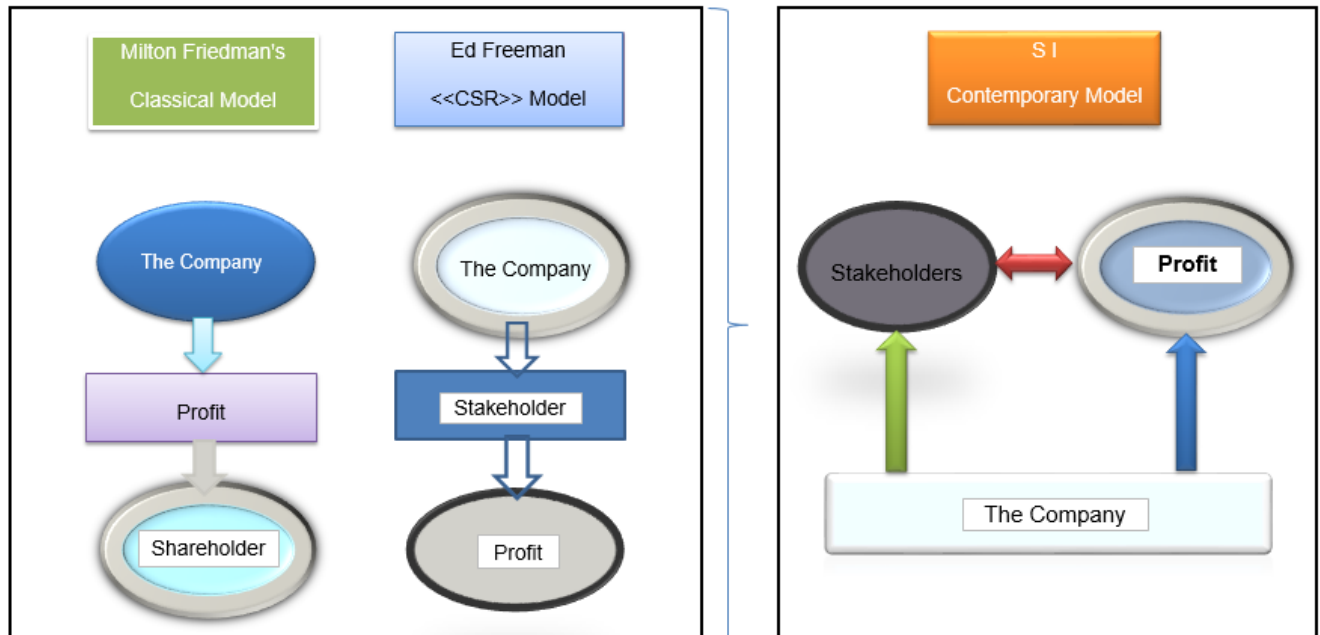 Milton Friedman's
Classical Model
Ed Freeman
<<CSR>> Model
The Company
Profit
Shareholder
The Company
Stakeholder
Profit
S I
Contemporary Model
Stakeholders
Profit
The Company